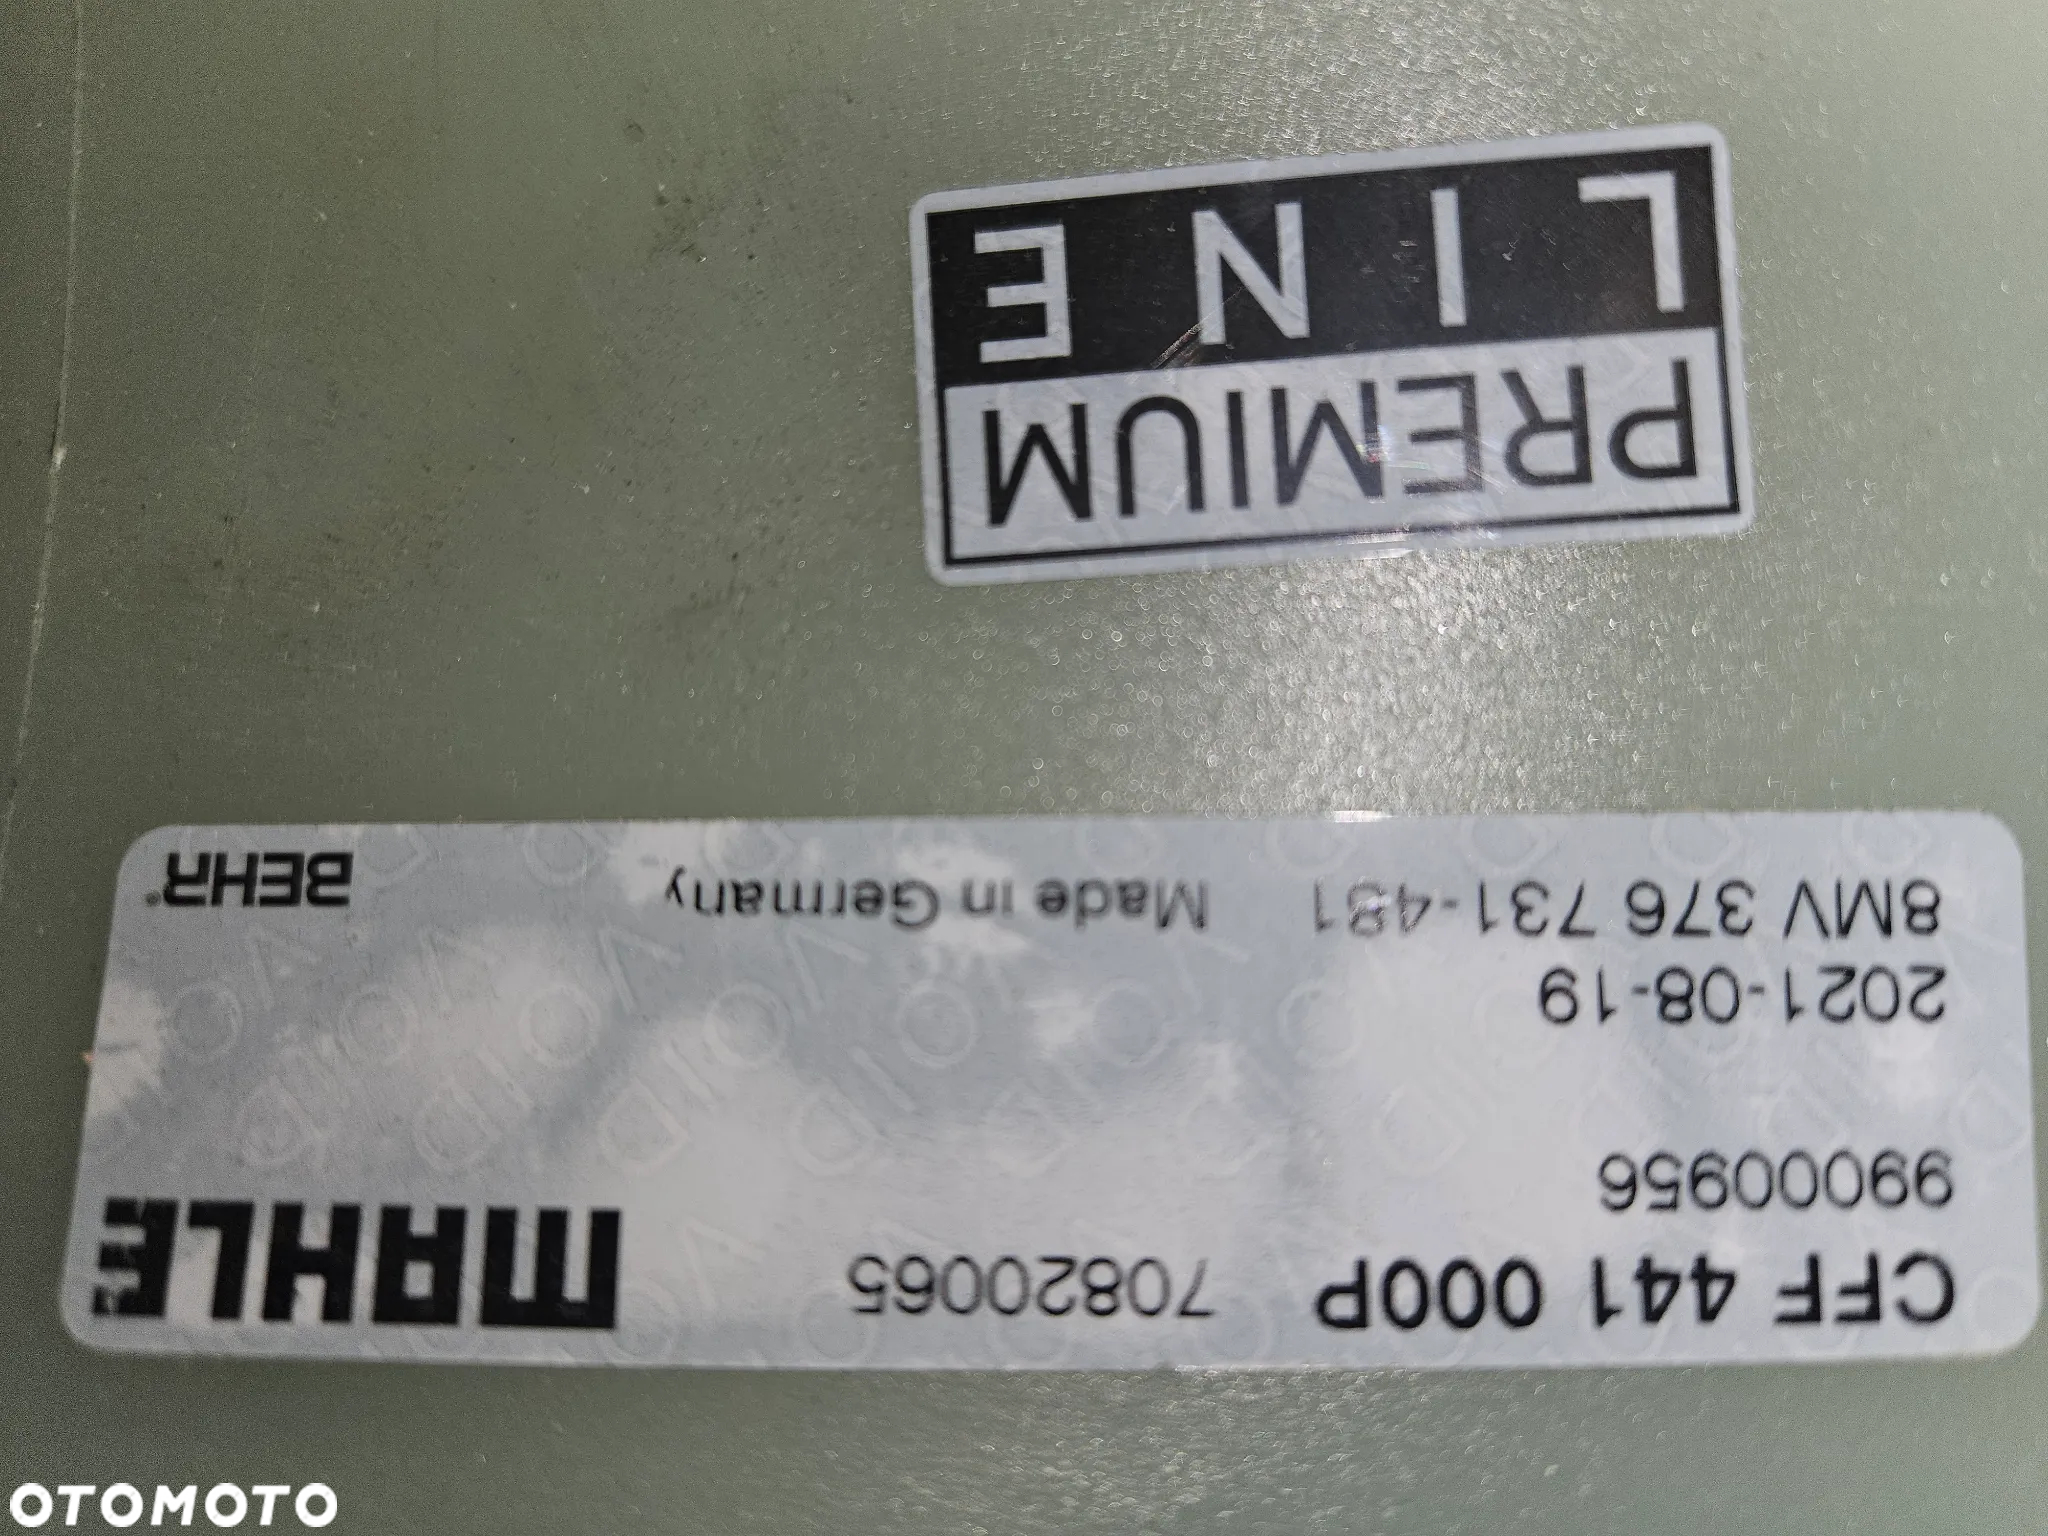 CFF 441 000P 70820065 MAHLE
99000956
2021-08-19
8MV 376 731-481 Made in Germany BEHR®
PREMIUM
LINE
OTOMOTO